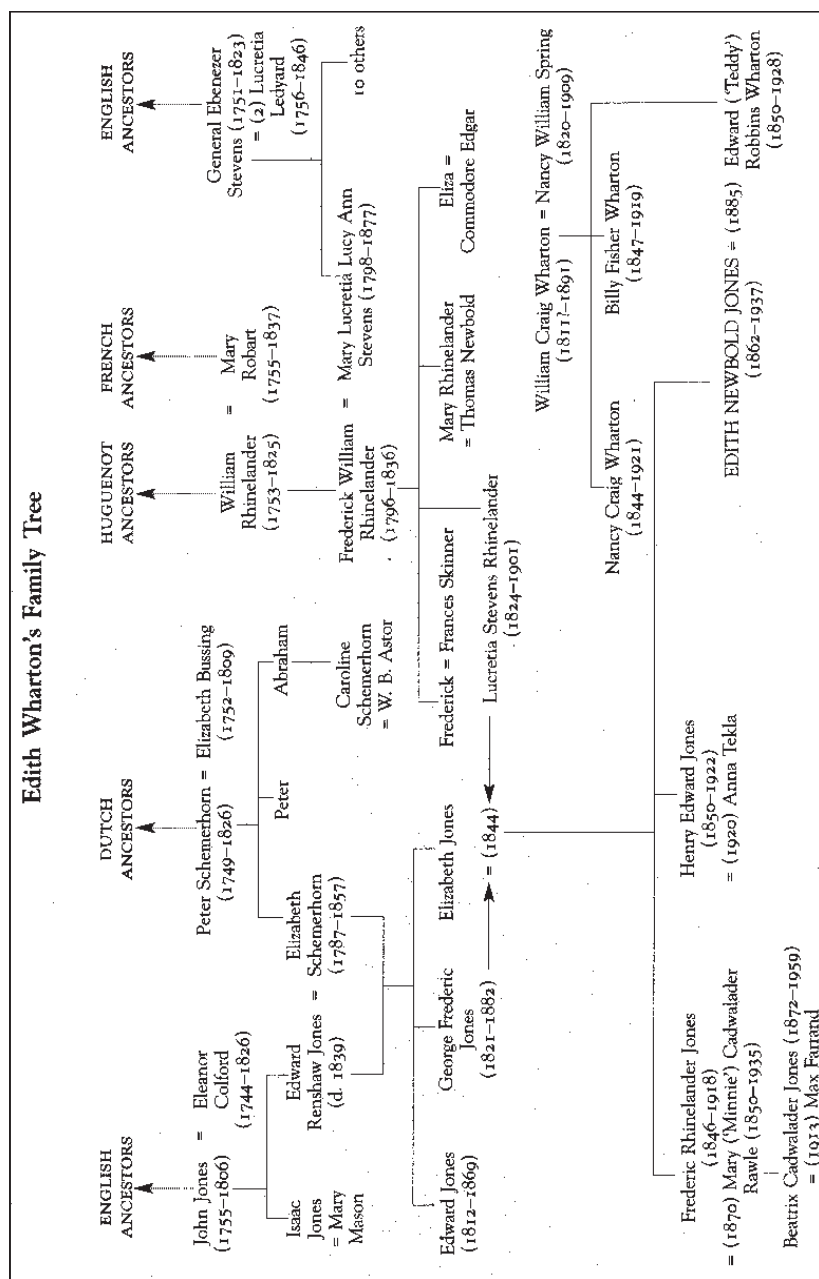 Edith Wharton's Family Tree
ENGLISH
ANCESTORS
DUTCH
ANCESTORS
HUGUENOT
ANCESTORS
FRENCH
ANCESTORS
ENGLISH
ANCESTORS
John Jones = Eleanor
(1755–1806) Colford
(1744–1826)
Peter Schemerhorn = Elizabeth Bussing
(1749–1826) (1752–1809)
William = Mary
Rhinelander Robart
(1753–1825) (1755–1837)
General Ebenezer
Stevens (1751–1823)
= (2) Lucretia
Ledyard
(1756–1846)
Isaac
Jones
= Mary
Mason
Edward
Renshaw Jones =
(d. 1839)
Elizabeth
Schemerhorn
(1787–1857)
Peter
Abraham
Caroline
Schemerhorn
= W. B. Astor
Frederick William = Mary Lucretia Lucy Ann
Rhinelander Stevens (1798–1877)
(1796–1836)
10 others
Edward Jones
(1812–1869)
George Frederic
Jones
(1821–1882)
Elizabeth Jones
= (1844)
Frederick = Frances Skinner
Lucretia Stevens Rhinelander
(1824–1901)
Mary Rhinelander
= Thomas Newbold
Eliza =
Commodore Edgar
William Craig Wharton = Nancy William Spring
(1811?–1891) (1820–1909)
Nancy Craig Wharton
(1844–1921)
Billy Fisher Wharton
(1847–1919)
Frederic Rhinelander Jones
(1846–1918)
= (1870) Mary ('Minnie') Cadwalader
Rawle (1850–1935)
Henry Edward Jones
(1850–1922)
= (1920) Anna Tekla
EDITH NEWBOLD JONES = (1885)
(1862–1937)
Edward ('Teddy')
Robbins Wharton
(1850–1928)
Beatrix Cadwalader Jones (1872–1959)
= (1913) Max Farrand